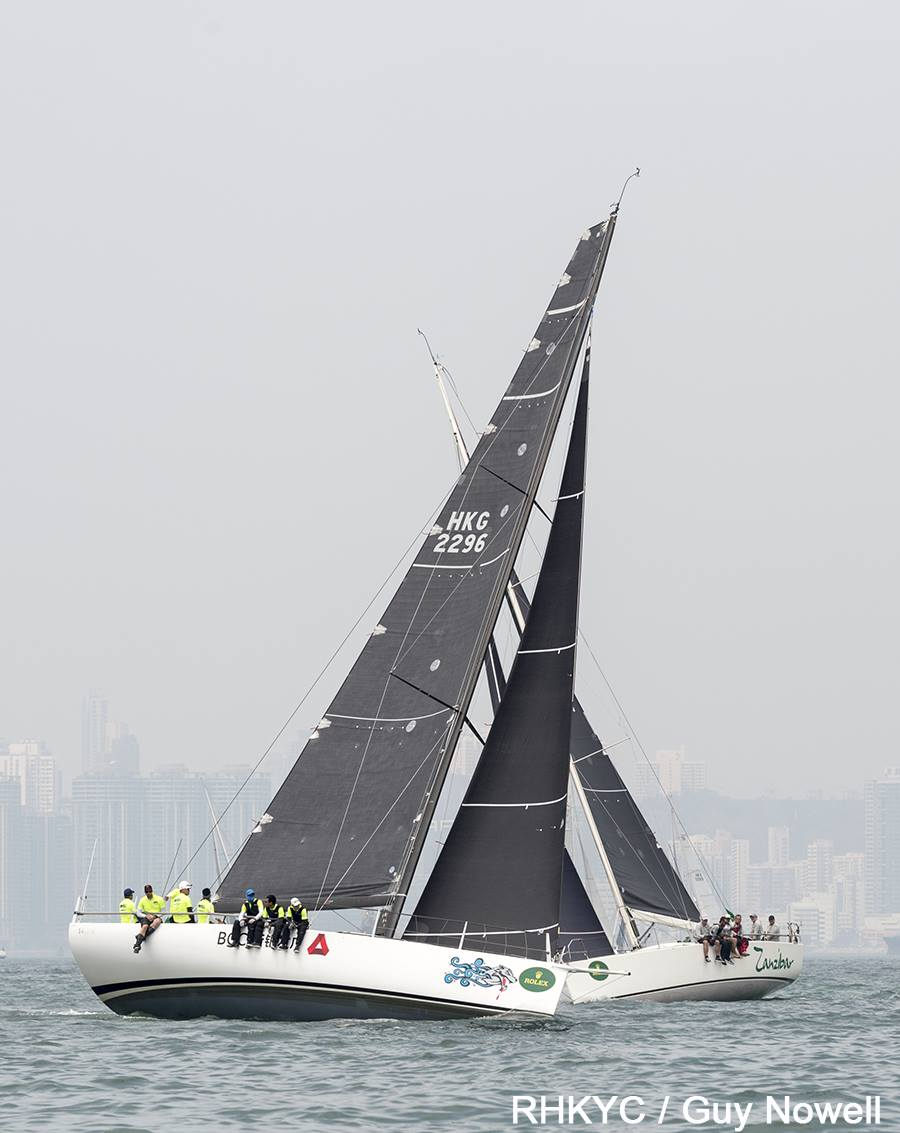 HKG
2296
ROLEX
Zanzibar
RHKYC / Guy Nowell